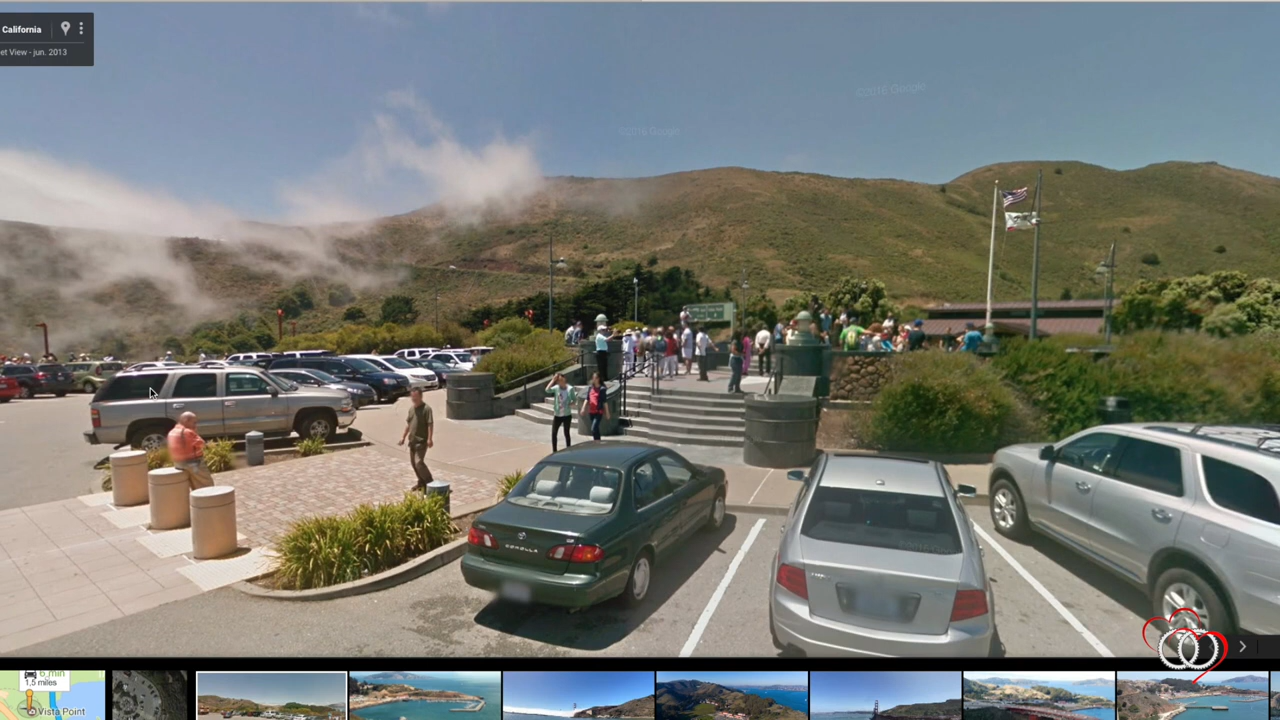 California
et View - jun. 2013
©2016 Google
©2016 Google
COROLLA
6 min
1,5 miles
Vista Point